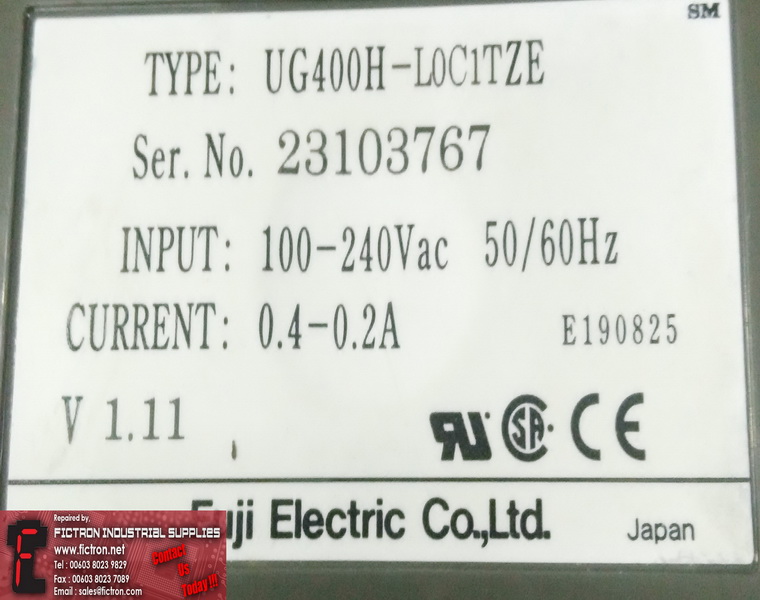 SM
TYPE: UG400H-L0C1TZE
Ser. No. 23103767
INPUT: 100-240Vac 50/60Hz
CURRENT: 0.4-0.2A E190825
V 1.11
Fuji Electric Co.,Ltd. Japan
Repaired by,
FICTRON INDUSTRIAL SUPPLIES
www.fictron.net
Tel : 00603 8023 9829
Fax : 00603 8023 7089
Email : sales@fictron.com
Contact
Us
Today !!!